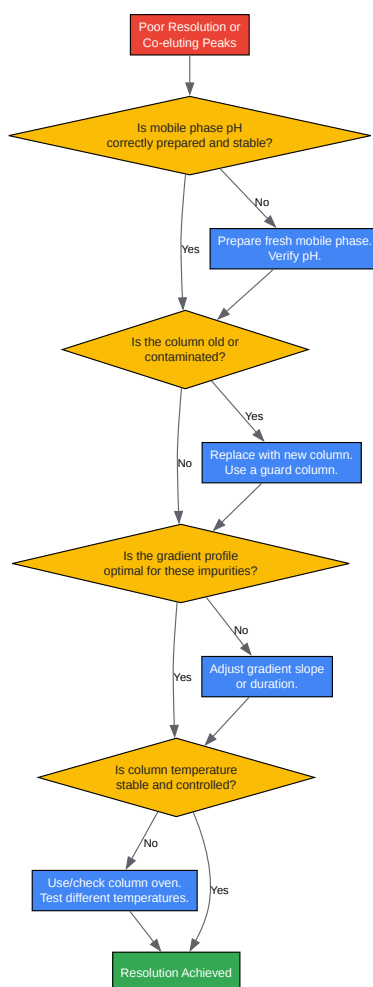 Poor Resolution or
Co-eluting Peaks
Is mobile phase pH
correctly prepared and stable?
No
Yes
Prepare fresh mobile phase.
Verify pH.
Is the column old or
contaminated?
Yes
No
Replace with new column.
Use a guard column.
Is the gradient profile
optimal for these impurities?
No
Yes
Adjust gradient slope
or duration.
Is column temperature
stable and controlled?
No
Yes
Use/check column oven.
Test different temperatures.
Resolution Achieved